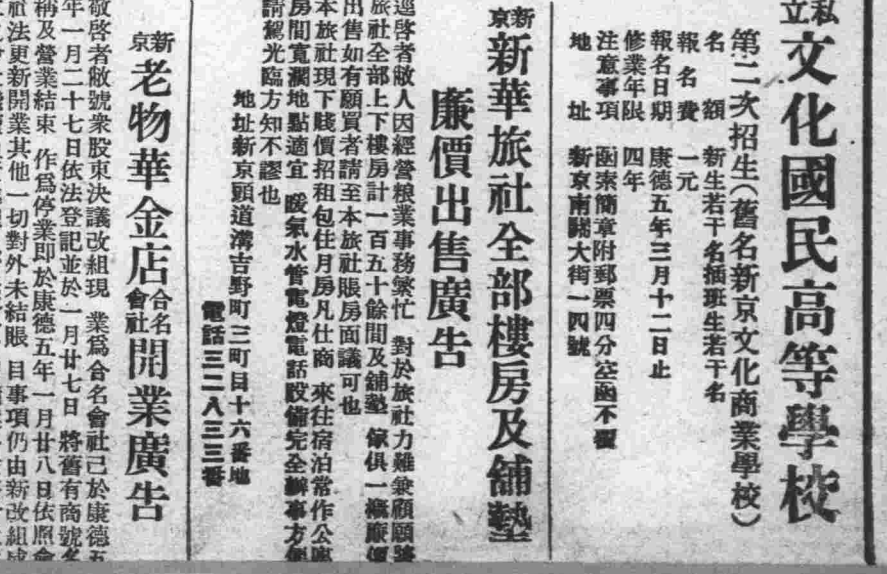 私立文化國民高等學校
第二次招生(舊名新京文化商業學校)
名額 新生若干名插班生若干名
報名費 一元
報名日期 康德五年三月十二日止
修業年限 四年
注意事項 函索簡章附郵票四分空函不覆
地址 新京南關大街一四號
新京新華旅社全部樓房及舖墊
廉價出售廣告
逕啓者敝人因經營粮業事務繁忙 對於旅社力難兼顧願將
旅社全部上下樓房計一百五十餘間及舖墊 傢俱一概廉價
出售如有願買者請至本旅社賬房面議可也
本旅社現下賤價招租包住月房凡仕商 來往宿泊常作公寓
房間寬濶地點適宜 暖氣水管電燈電話設備完全辦事方便
請駕光臨方知不謬也
地址新京頭道溝吉野町三町目十六番地
電話三二八三三番
新京老物華金店合名會社開業廣告
敬啓者敝號衆股東決議改組現 業爲合名會社已於康德五
年一月二十七日依法登記並於一月廿七日 將舊有商號名
稱及營業結束 作爲停業即於康德五年一月廿八日依照會
社法更新開業其他一切對外未結賬 目事項仍由新改組